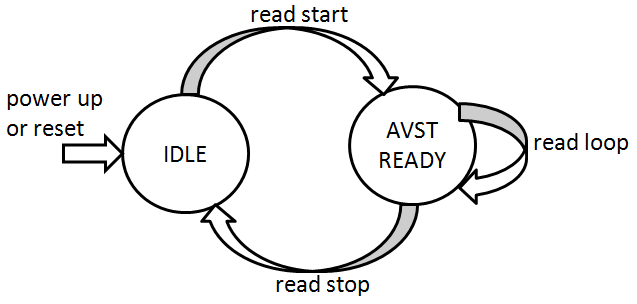 read start
power up
or reset
IDLE
AVST
READY
read loop
read stop